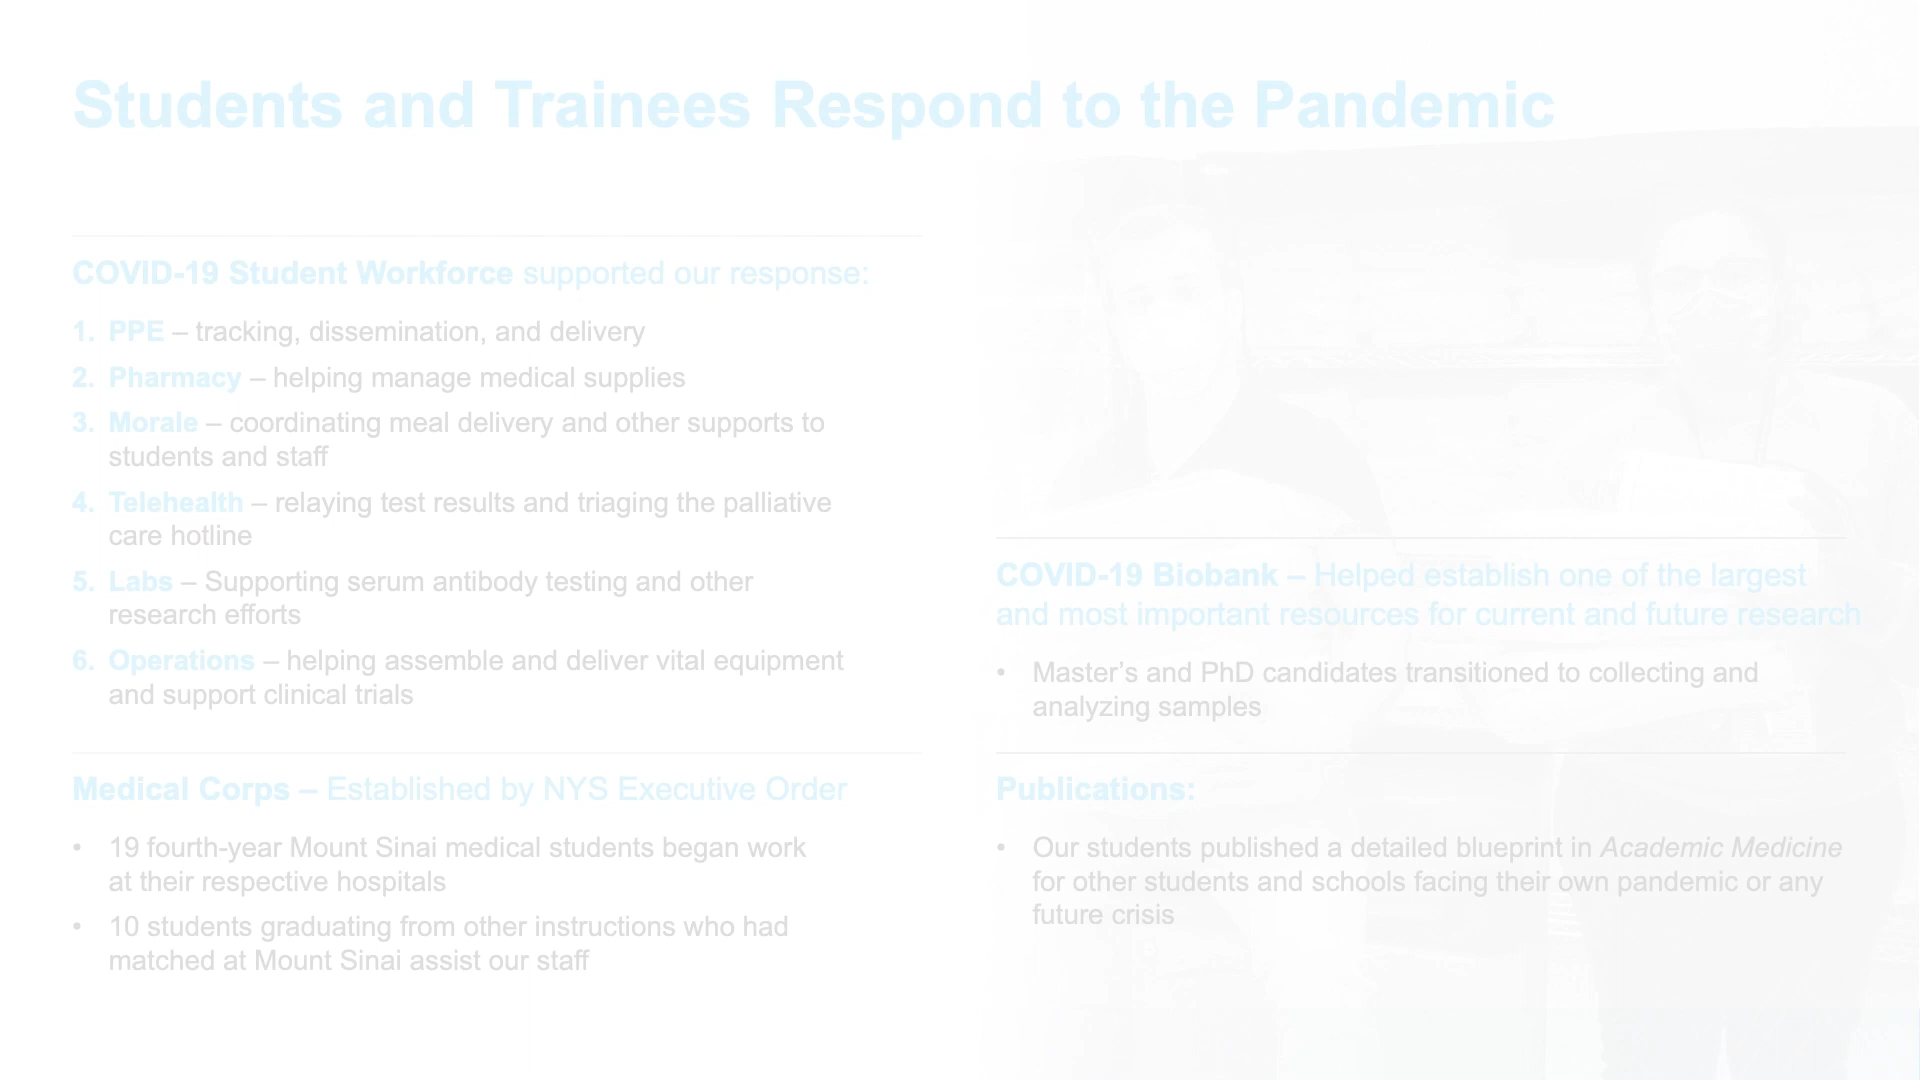 Students and Trainees Respond to the Pandemic
COVID-19 Student Workforce supported our response:
1. PPE – tracking, dissemination, and delivery
2. Pharmacy – helping manage medical supplies
3. Morale – coordinating meal delivery and other supports to
students and staff
4. Telehealth – relaying test results and triaging the palliative
care hotline
5. Labs – Supporting serum antibody testing and other
research efforts
6. Operations – helping assemble and deliver vital equipment
and support clinical trials
Medical Corps – Established by NYS Executive Order
• 19 fourth-year Mount Sinai medical students began work
at their respective hospitals
• 10 students graduating from other instructions who had
matched at Mount Sinai assist our staff
COVID-19 Biobank – Helped establish one of the largest
and most important resources for current and future research
• Master’s and PhD candidates transitioned to collecting and
analyzing samples
Publications:
• Our students published a detailed blueprint in Academic Medicine
for other students and schools facing their own pandemic or any
future crisis